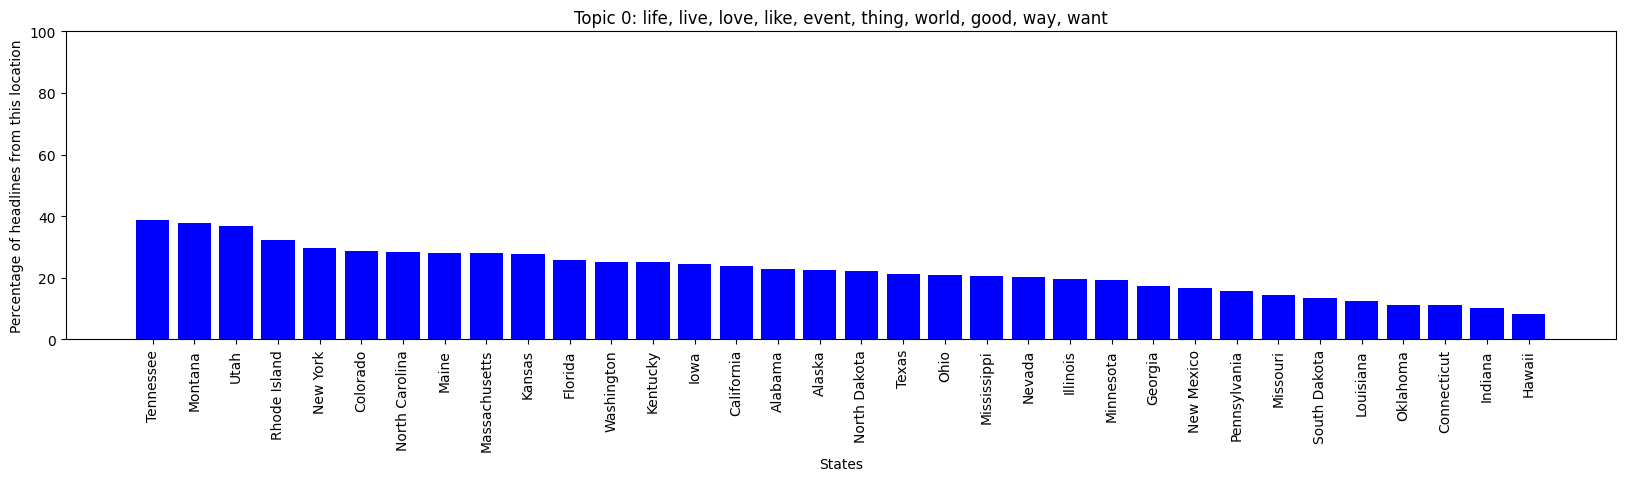 Topic 0: life, live, love, like, event, thing, world, good, way, want
Percentage of headlines from this location
100
80
60
40
20
0
Tennessee
Montana
Utah
Rhode Island
New York
Colorado
North Carolina
Maine
Massachusetts
Kansas
Florida
Washington
Kentucky
Iowa
California
Alabama
Alaska
North Dakota
Texas
Ohio
Mississippi
Nevada
Illinois
Minnesota
Georgia
New Mexico
Pennsylvania
Missouri
South Dakota
Louisiana
Oklahoma
Connecticut
Indiana
Hawaii
States